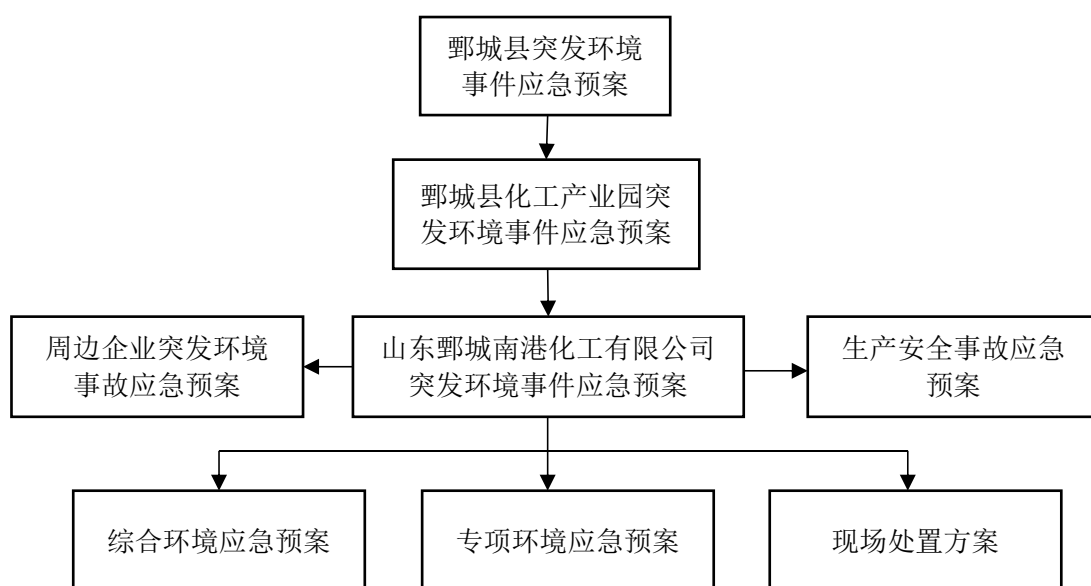 鄄城县突发环境
事件应急预案
鄄城县化工产业园突
发环境事件应急预案
周边企业突发环境
事故应急预案
山东鄄城南港化工有限公司
突发环境事件应急预案
生产安全事故应急
预案
综合环境应急预案
专项环境应急预案
现场处置方案